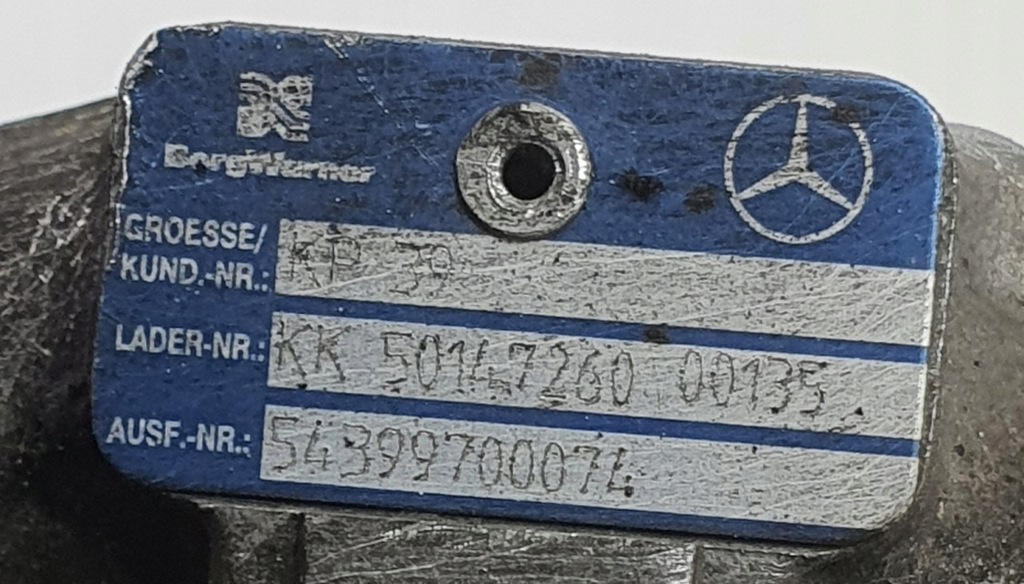 BorgWarner
GROESSE/
KUND.-NR.: KP 39
LADER-NR.: KK 50147260 00135
AUSF.-NR.: 54399700074